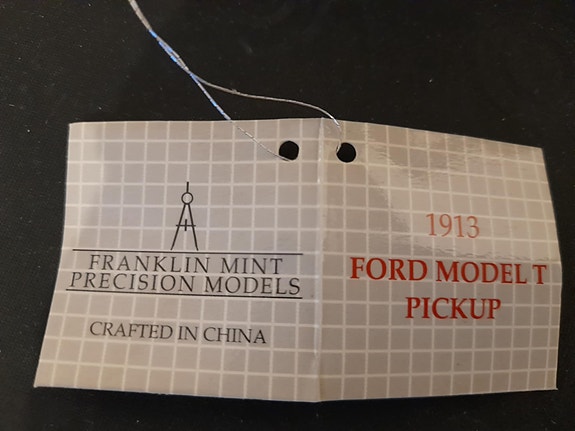 FRANKLIN MINT
PRECISION MODELS
CRAFTED IN CHINA
1913
FORD MODEL T
PICKUP